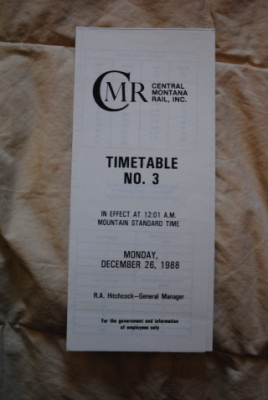 CMR
CENTRAL
MONTANA
RAIL, INC.
TIMETABLE
NO. 3
IN EFFECT AT 12:01 A.M.
MOUNTAIN STANDARD TIME
MONDAY,
DECEMBER 26, 1988
R.A. Hitchcock—General Manager
For the government and information
of employees only